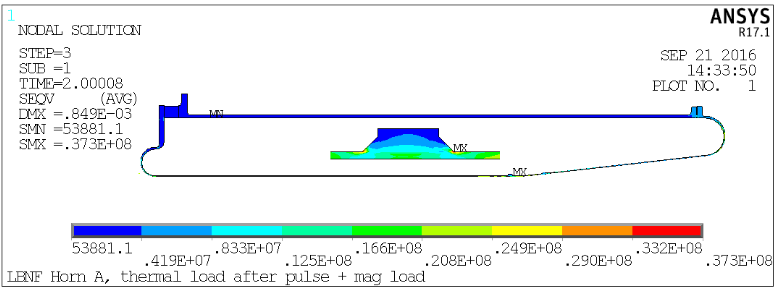 1
ANSYS
R17.1
NODAL SOLUTION
STEP=3
SUB =1
TIME=2.00008
SEQV (AVG)
DMX =.849E-03
SMN =53881.1
SMX =.373E+08
SEP 21 2016
14:33:50
PLOT NO. 1
MN
MX
MX
53881.1 .833E+07 .166E+08 .249E+08 .332E+08
.419E+07 .125E+08 .208E+08 .290E+08 .373E+08
LBNF Horn A, thermal load after pulse + mag load